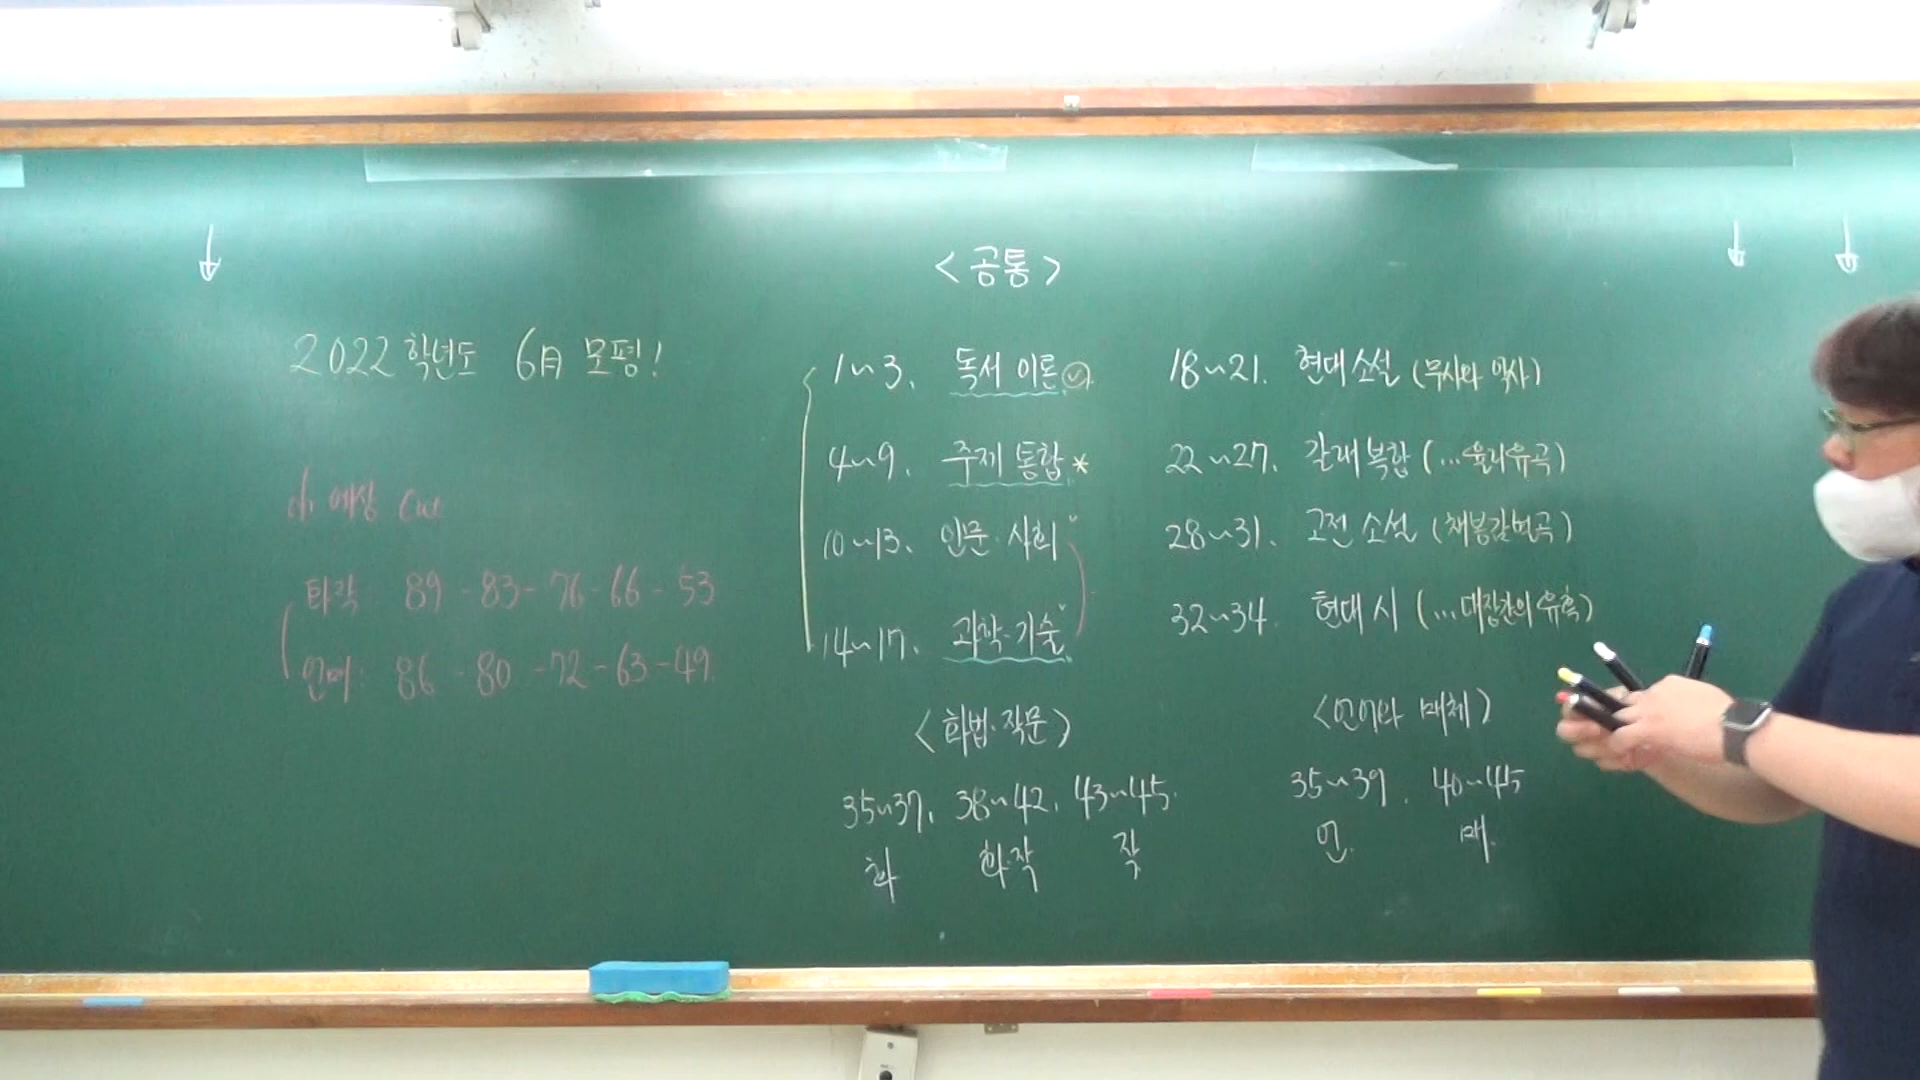 <공통>
2022학년도 6月 모평!
예상 Cut
화작: 89 - 83 - 76 - 66 - 53
언매: 86 - 80 - 72 - 63 - 49
1~3. 독서 이론
4~9. 주제 통합*
10~13. 인문·사회
14~17. 과학·기술
18~21. 현대소설 (무사와 악사)
22~27. 갈래복합 (...율리유곡)
28~31. 고전소설 (채봉감별곡)
32~34. 현대시 (...대장간의 유혹)
<화법·작문>
35~37, 38~42, 43~45.
화 화·작 작
<언어와 매체>
35~39, 40~45
언. 매.